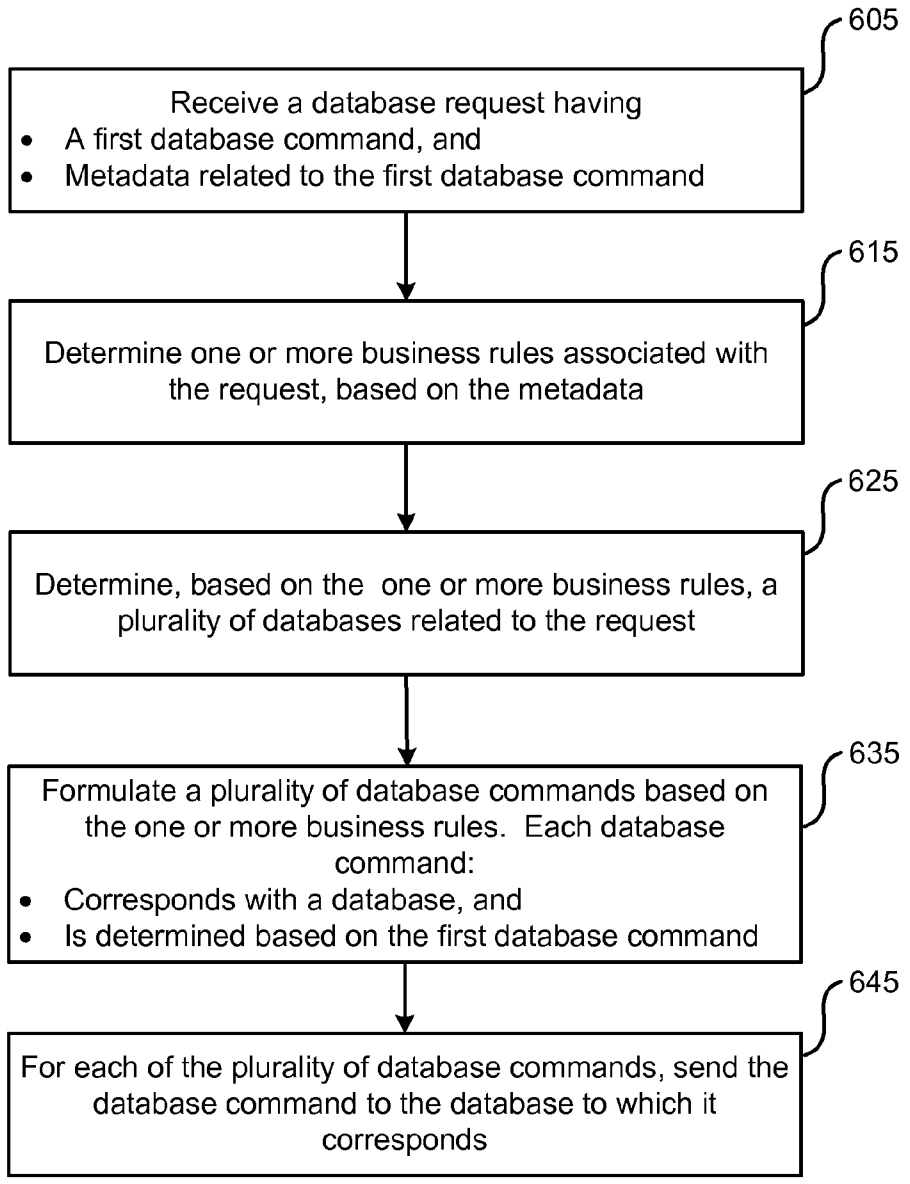 605
Receive a database request having
• A first database command, and
• Metadata related to the first database command
615
Determine one or more business rules associated with
the request, based on the metadata
625
Determine, based on the  one or more business rules, a
plurality of databases related to the request
635
Formulate a plurality of database commands based on
the one or more business rules.  Each database
command:
• Corresponds with a database, and
• Is determined based on the first database command
645
For each of the plurality of database commands, send the
database command to the database to which it
corresponds